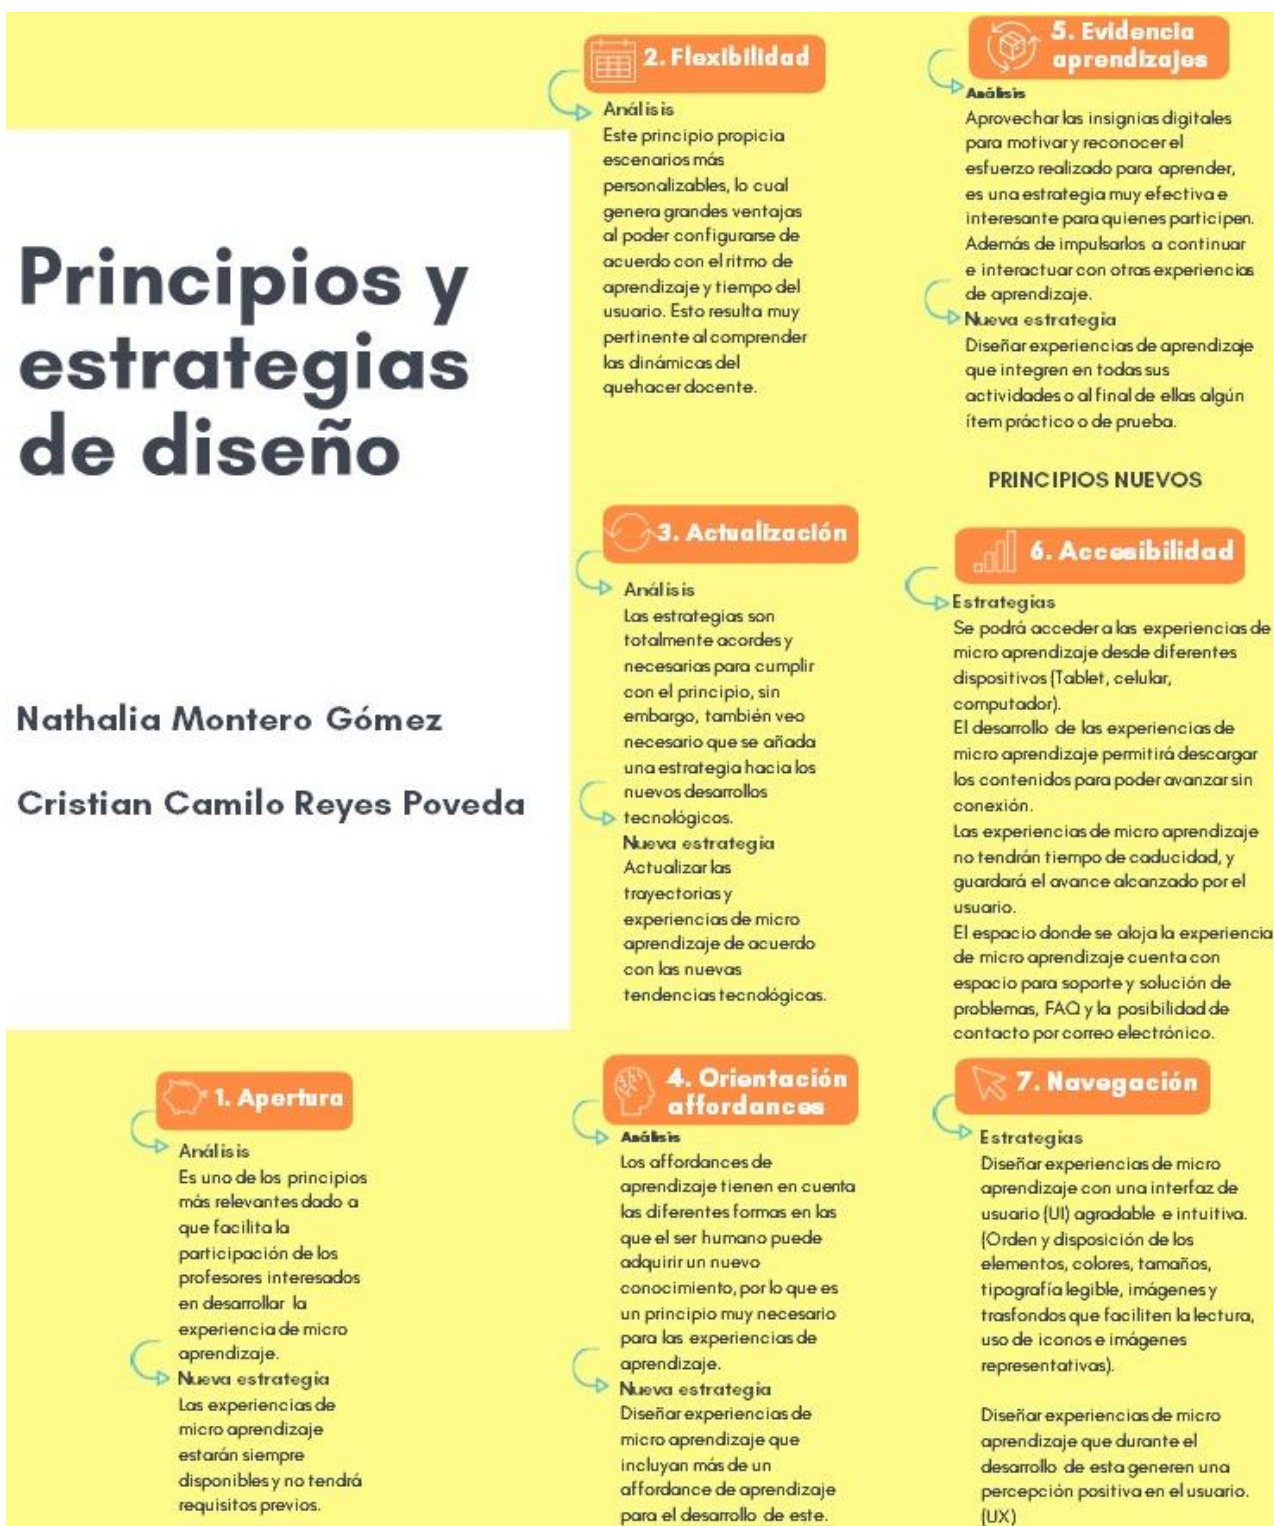 Principios y
estrategias
de diseño
Nathalia Montero Gómez
Cristian Camilo Reyes Poveda
1. Apertura
Análisis
Es uno de los principios
más relevantes dado a
que facilita la
participación de los
profesores interesados
en desarrollar la
experiencia de micro
aprendizaje.
Nueva estrategia
Las experiencias de
micro aprendizaje
estarán siempre
disponibles y no tendrá
requisitos previos.
2. Flexibilidad
Análisis
Este principio propicia
escenarios más
personalizables, lo cual
genera grandes ventajas
al poder configurarse de
acuerdo con el ritmo de
aprendizaje y tiempo del
usuario. Esto resulta muy
pertinente al comprender
las dinámicas del
quehacer docente.
3. Actualización
Análisis
Las estrategias son
totalmente acordes y
necesarias para cumplir
con el principio, sin
embargo, también veo
necesario que se añada
una estrategia hacia los
nuevos desarrollos
tecnológicos.
Nueva estrategia
Actualizar las
trayectorias y
experiencias de micro
aprendizaje de acuerdo
con las nuevas
tendencias tecnológicas.
4. Orientación
affordances
Análisis
Los affordances de
aprendizaje tienen en cuenta
las diferentes formas en las
que el ser humano puede
adquirir un nuevo
conocimiento, por lo que es
un principio muy necesario
para las experiencias de
aprendizaje.
Nueva estrategia
Diseñar experiencias de
micro aprendizaje que
incluyan más de un
affordance de aprendizaje
para el desarrollo de este.
5. Evidencia
aprendizajes
Análisis
Aprovechar las insignias digitales
para motivar y reconocer el
esfuerzo realizado para aprender,
es una estrategia muy efectiva e
interesante para quienes participen.
Además de impulsarlos a continuar
e interactuar con otras experiencias
de aprendizaje.
Nueva estrategia
Diseñar experiencias de aprendizaje
que integren en todas sus
actividades o al final de ellas algún
ítem práctico o de prueba.
PRINCIPIOS NUEVOS
6. Accesibilidad
Estrategias
Se podrá acceder a las experiencias de
micro aprendizaje desde diferentes
dispositivos (Tablet, celular,
computador).
El desarrollo de las experiencias de
micro aprendizaje permitirá descargar
los contenidos para poder avanzar sin
conexión.
Las experiencias de micro aprendizaje
no tendrán tiempo de caducidad, y
guardará el avance alcanzado por el
usuario.
El espacio donde se aloja la experiencia
de micro aprendizaje cuenta con
espacio para soporte y solución de
problemas, FAQ y la posibilidad de
contacto por correo electrónico.
7. Navegación
Estrategias
Diseñar experiencias de micro
aprendizaje con una interfaz de
usuario (UI) agradable e intuitiva.
(Orden y disposición de los
elementos, colores, tamaños,
tipografía legible, imágenes y
trasfondos que faciliten la lectura,
uso de iconos e imágenes
representativas).
Diseñar experiencias de micro
aprendizaje que durante el
desarrollo de esta generen una
percepción positiva en el usuario.
(UX)